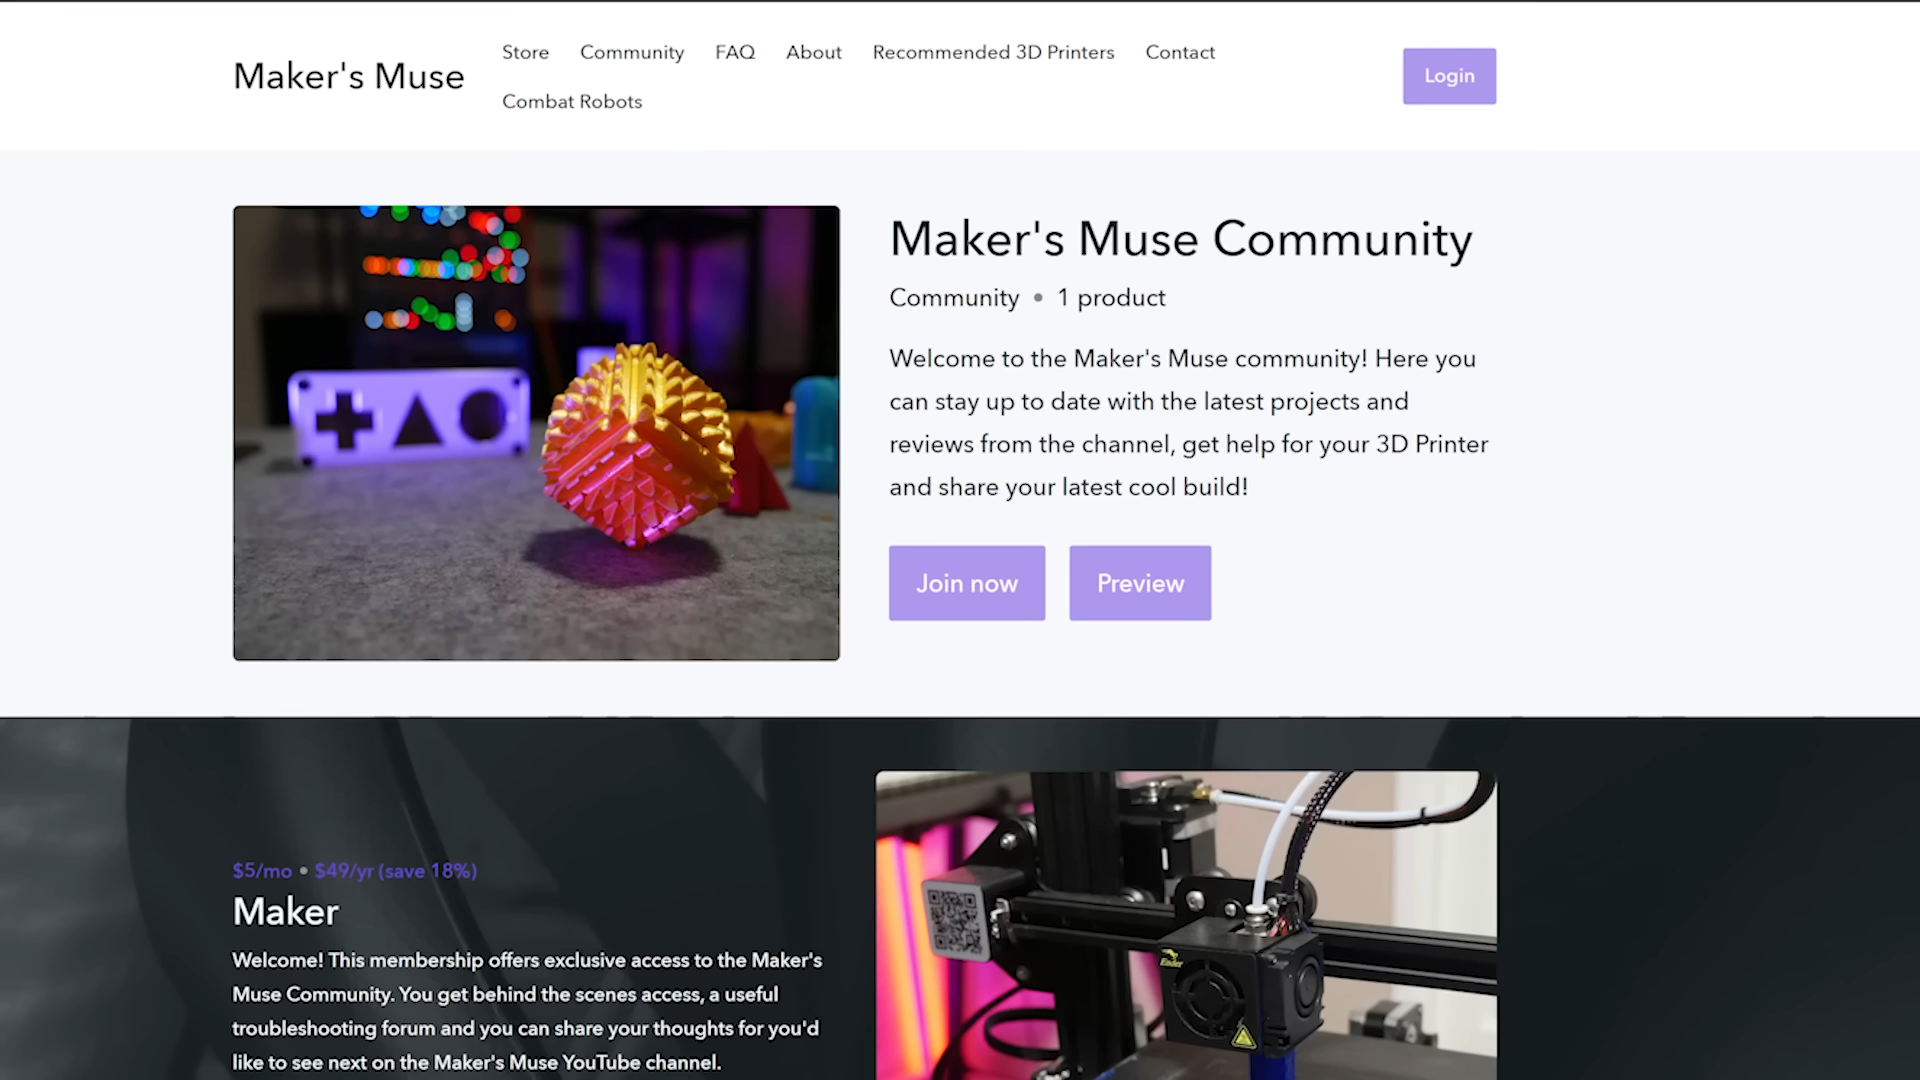 Maker's Muse
Store Community FAQ About Recommended 3D Printers Contact
Combat Robots
Login
Maker's Muse Community
Community • 1 product
Welcome to the Maker's Muse community! Here you
can stay up to date with the latest projects and
reviews from the channel, get help for your 3D Printer
and share your latest cool build!
Join now Preview
$5/mo • $49/yr (save 18%)
Maker
Welcome! This membership offers exclusive access to the Maker's
Muse Community. You get behind the scenes access, a useful
troubleshooting forum and you can share your thoughts for you'd
like to see next on the Maker's Muse YouTube channel.
Ender